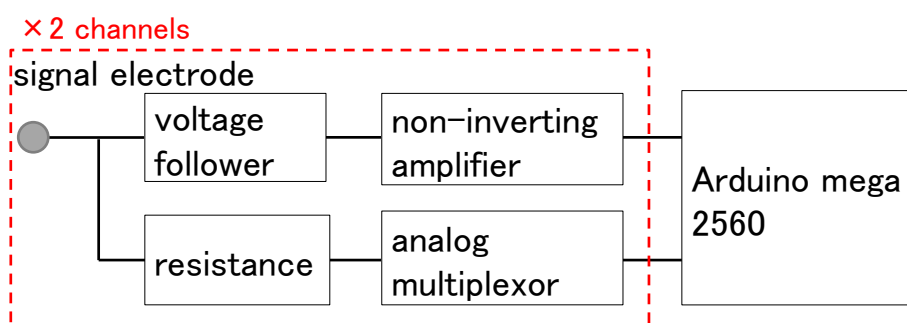 ×2 channels
signal electrode
voltage
follower
non-inverting
amplifier
Arduino mega
2560
resistance
analog
multiplexor